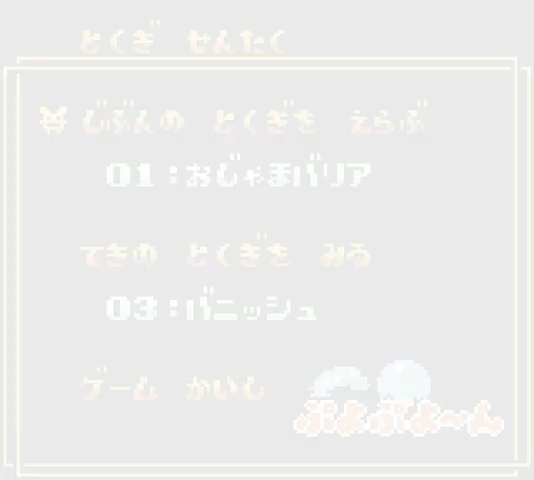 とくぎ せんたく
じぶんの とくぎを えらぶ
01：おじゃまバリア
てきの とくぎを みる
03：バニッシュ
ゲーム かいし
ぷよぷよ～ん